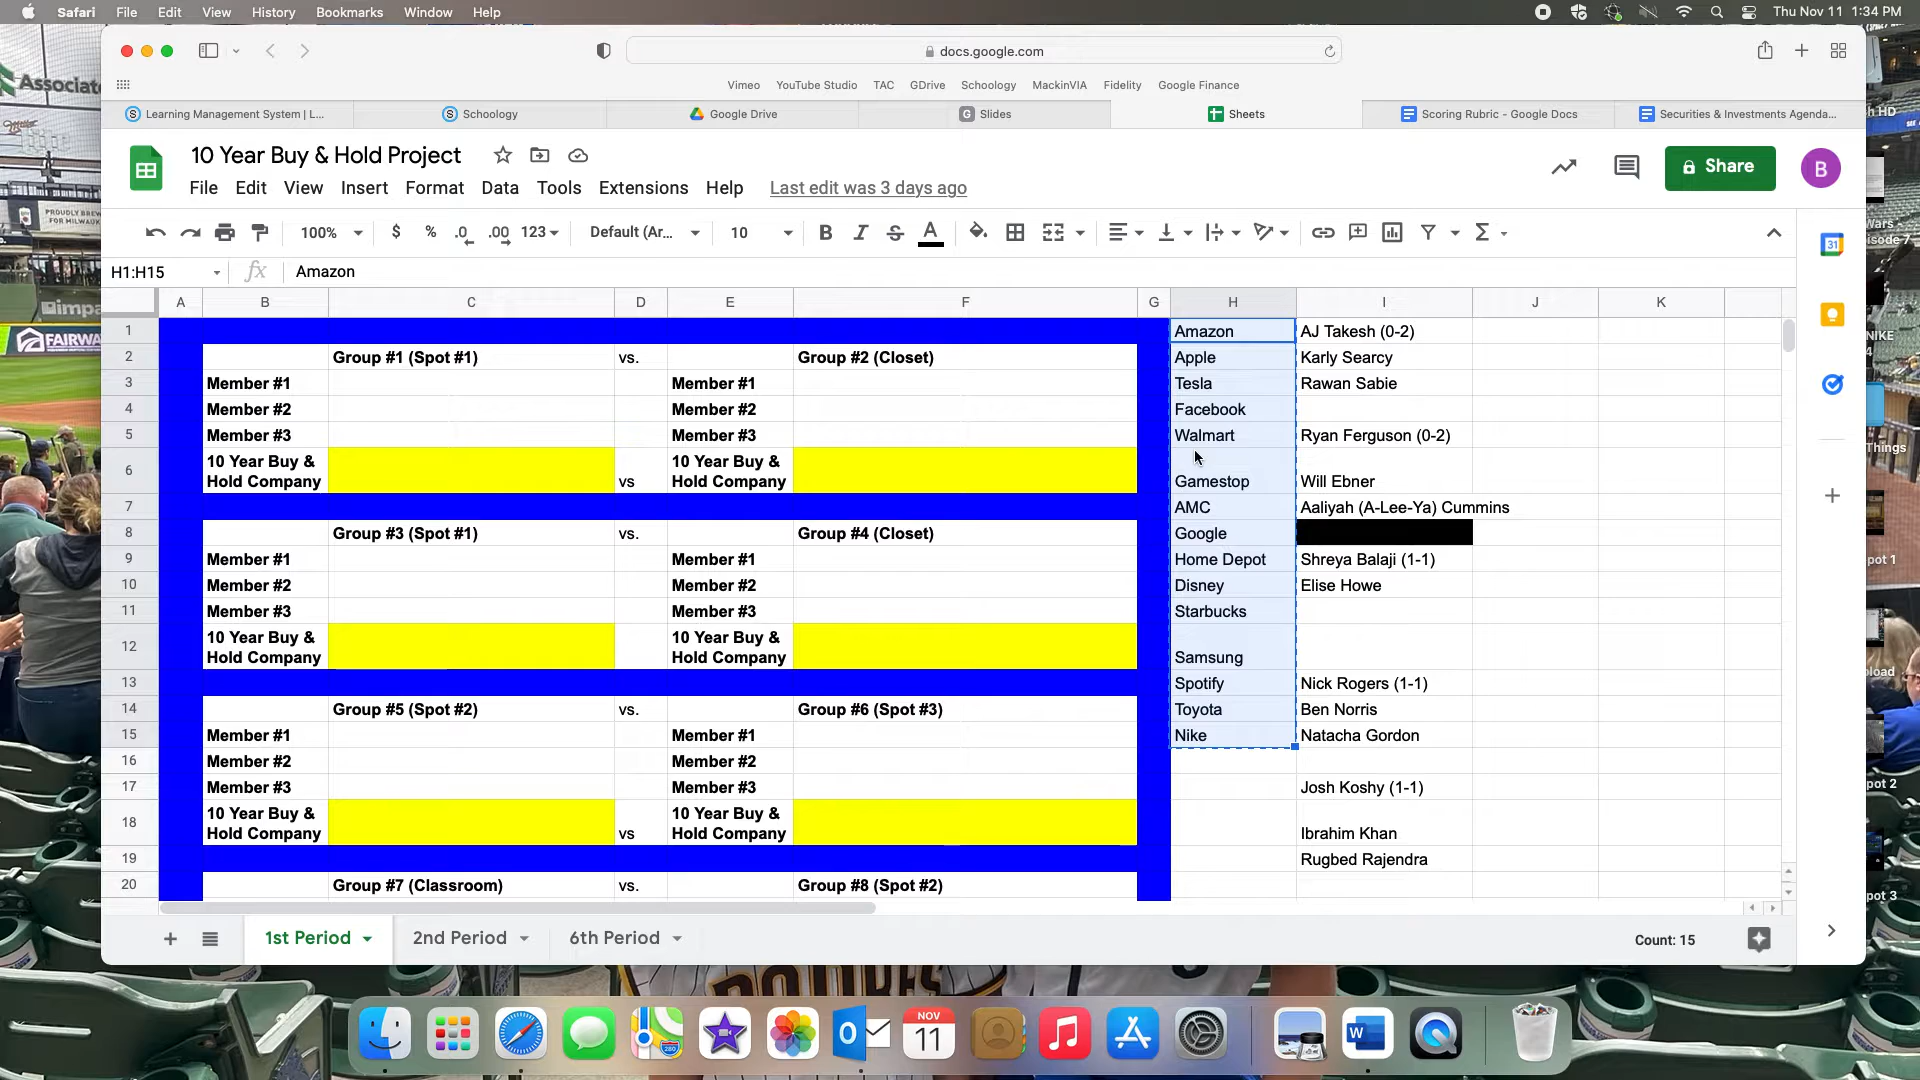 Safari File Edit View History Bookmarks Window Help Thu Nov 11 1:34 PM
docs.google.com
Vimeo YouTube Studio TAC GDrive Schoology MackinVIA Fidelity Google Finance
Learning Management System | L... Schoology Google Drive Slides Sheets Scoring Rubric - Google Docs Securities & Investments Agenda...
10 Year Buy & Hold Project
File Edit View Insert Format Data Tools Extensions Help Last edit was 3 days ago
Share B
100% $ % .0 .00 123 Default (Ar... 10 B I S A
H1:H15 fx Amazon
A B C D E F G H I J K
1 Amazon AJ Takesh (0-2)
2 Group #1 (Spot #1) vs. Group #2 (Closet) Apple Karly Searcy
3 Member #1 Member #1 Tesla Rawan Sabie
4 Member #2 Member #2 Facebook
5 Member #3 Member #3 Walmart Ryan Ferguson (0-2)
6 10 Year Buy & Hold Company vs 10 Year Buy & Hold Company Gamestop Will Ebner
7 AMC Aaliyah (A-Lee-Ya) Cummins
8 Group #3 (Spot #1) vs. Group #4 (Closet) Google
9 Member #1 Member #1 Home Depot Shreya Balaji (1-1)
10 Member #2 Member #2 Disney Elise Howe
11 Member #3 Member #3 Starbucks
12 10 Year Buy & Hold Company 10 Year Buy & Hold Company Samsung
13 Spotify Nick Rogers (1-1)
14 Group #5 (Spot #2) vs. Group #6 (Spot #3) Toyota Ben Norris
15 Member #1 Member #1 Nike Natacha Gordon
16 Member #2 Member #2
17 Member #3 Member #3 Josh Koshy (1-1)
18 10 Year Buy & Hold Company vs 10 Year Buy & Hold Company Ibrahim Khan
19 Rugbed Rajendra
20 Group #7 (Classroom) vs. Group #8 (Spot #2)
1st Period 2nd Period 6th Period Count: 15
31
Associate
FAIRWA
NOV
11
280